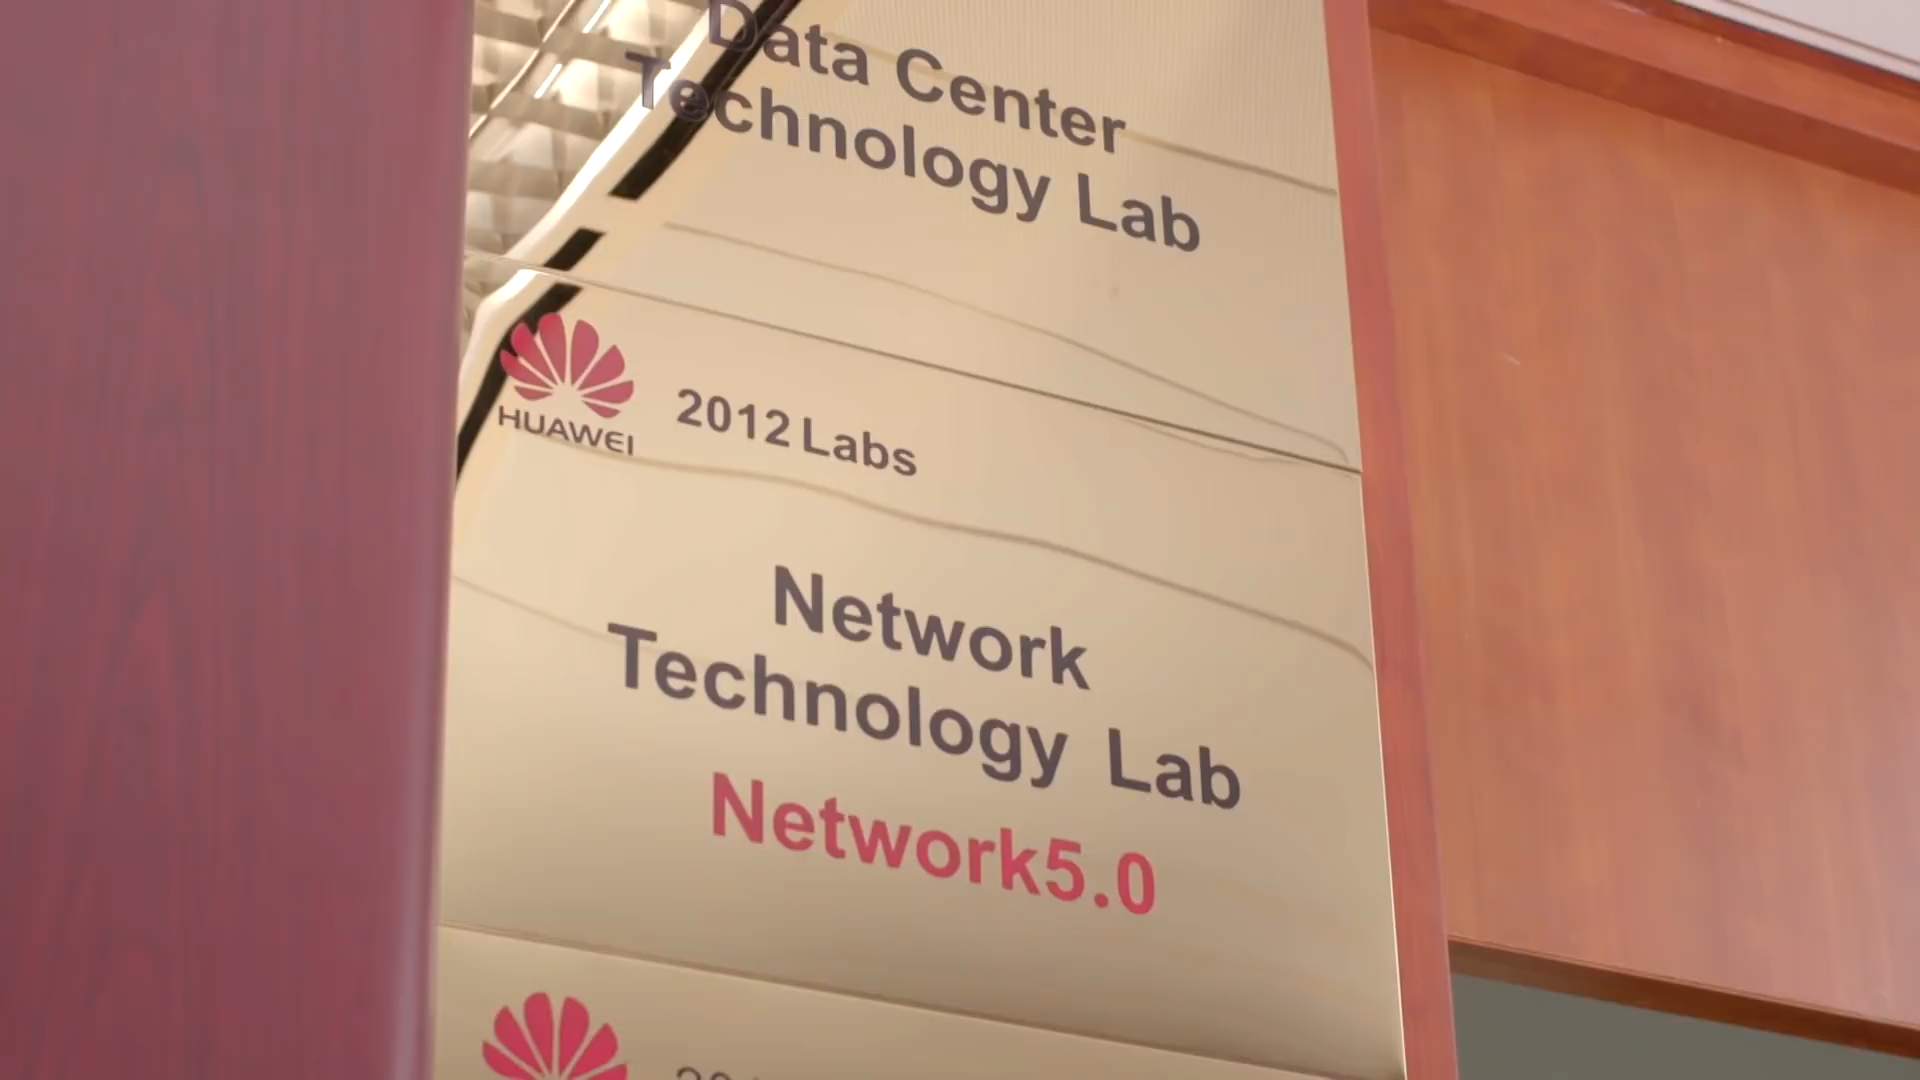 Data Center
Technology Lab
HUAWEI
2012 Labs
Network
Technology Lab
Network5.0